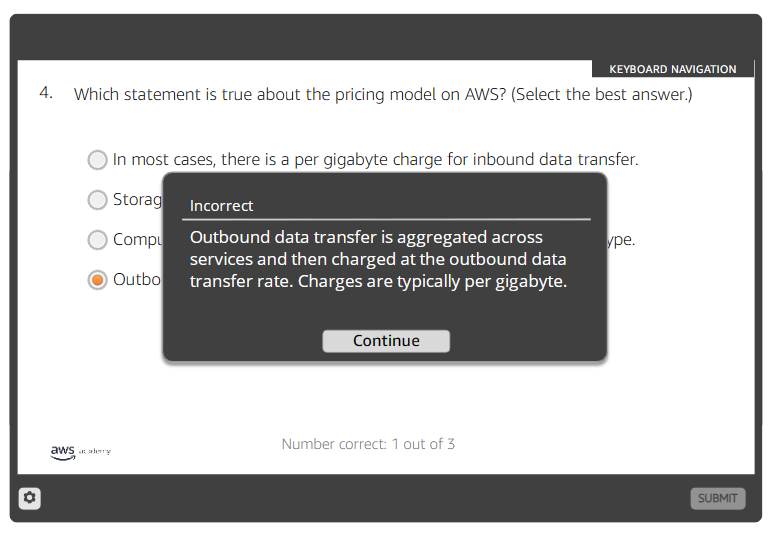 KEYBOARD NAVIGATION
4. Which statement is true about the pricing model on AWS? (Select the best answer.)
In most cases, there is a per gigabyte charge for inbound data transfer.
Storag
Incorrect
Compu
Outbound data transfer is aggregated across
services and then charged at the outbound data
transfer rate. Charges are typically per gigabyte.
ype.
Outbo
Continue
Number correct: 1 out of 3
aws academy
SUBMIT